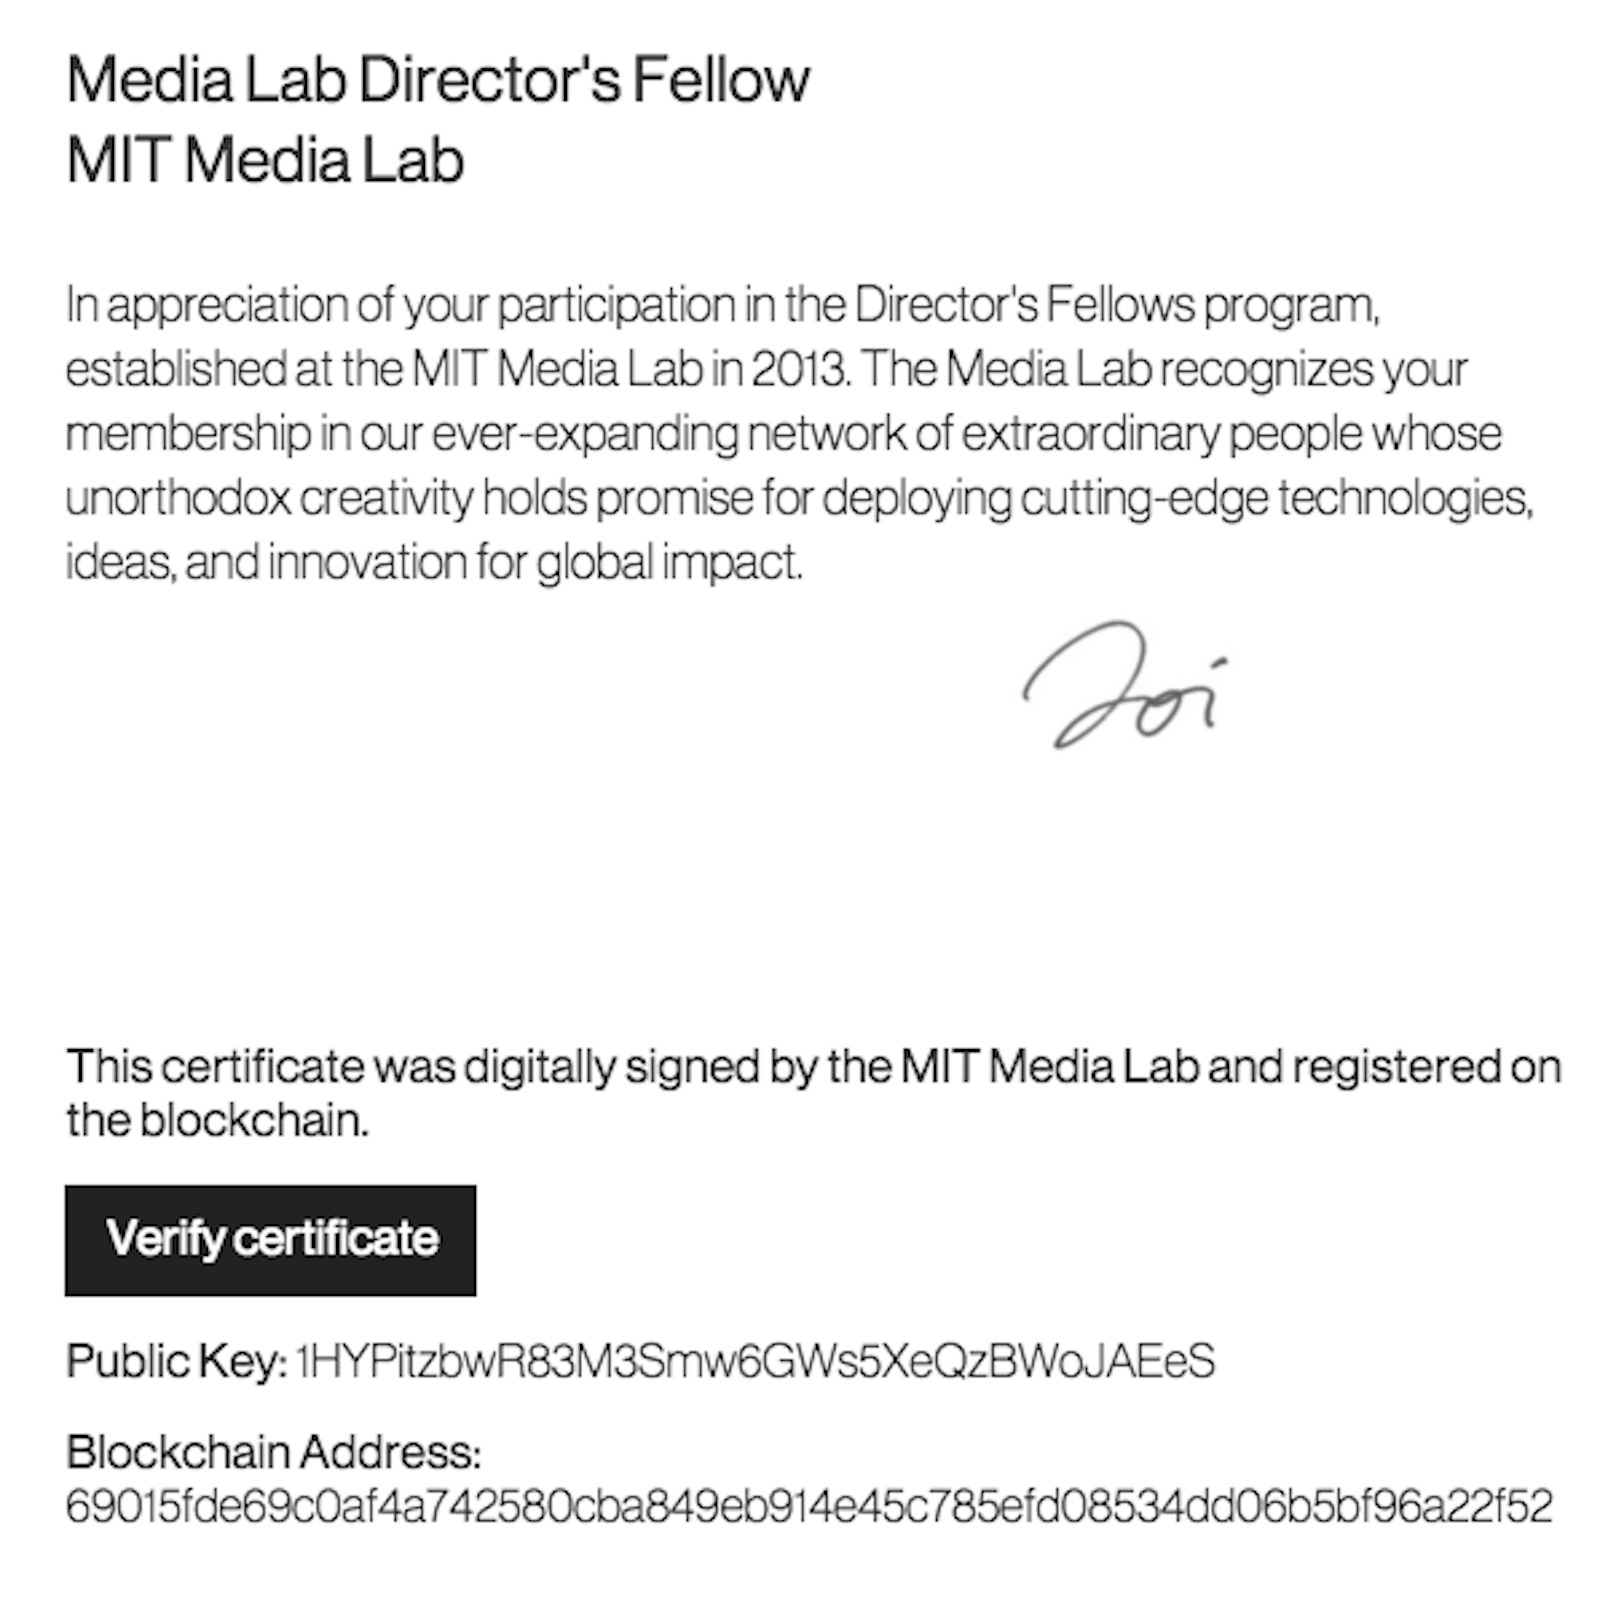 Media Lab Director's Fellow
MIT Media Lab
In appreciation of your participation in the Director's Fellows program,
established at the MIT Media Lab in 2013. The Media Lab recognizes your
membership in our ever-expanding network of extraordinary people whose
unorthodox creativity holds promise for deploying cutting-edge technologies,
ideas, and innovation for global impact.
Joi
This certificate was digitally signed by the MIT Media Lab and registered on
the blockchain.
Verify certificate
Public Key: 1HYPitzbwR83M3Smw6GWs5XeQzBWoJAEeS
Blockchain Address:
69015fde69c0af4a742580cba849eb914e45c785efd08534dd06b5bf96a22f52